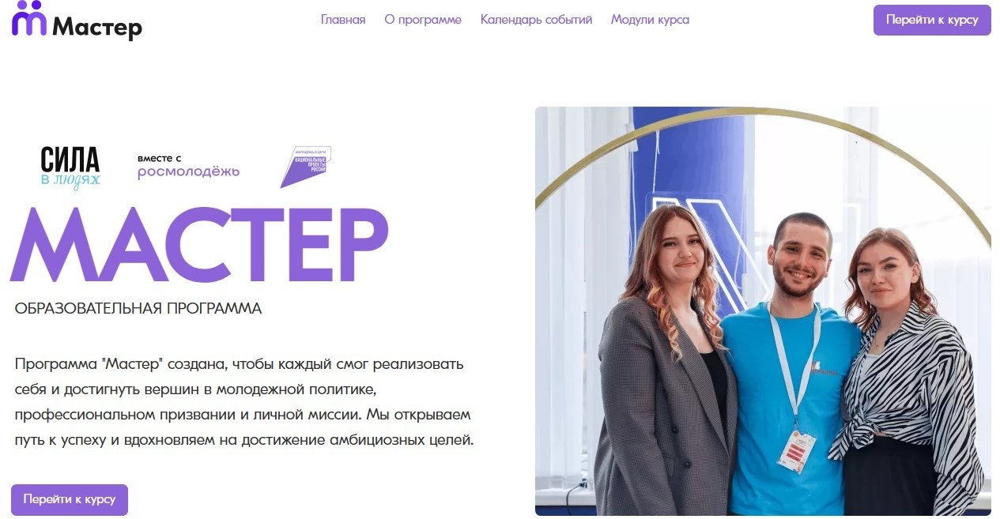 Мастер
Главная
О программе
Календарь событий
Модули курса
Перейти к курсу
СИЛА
в людях
вместе с
росмолодёжь
МОЛОДЁЖЬ И ДЕТИ
НАЦИОНАЛЬНЫЕ
ПРОЕКТЫ
РОССИИ
МАСТЕР
ОБРАЗОВАТЕЛЬНАЯ ПРОГРАММА
Программа "Мастер" создана, чтобы каждый смог реализовать
себя и достигнуть вершин в молодежной политике,
профессиональном призвании и личной миссии. Мы открываем
путь к успеху и вдохновляем на достижение амбициозных целей.
Перейти к курсу